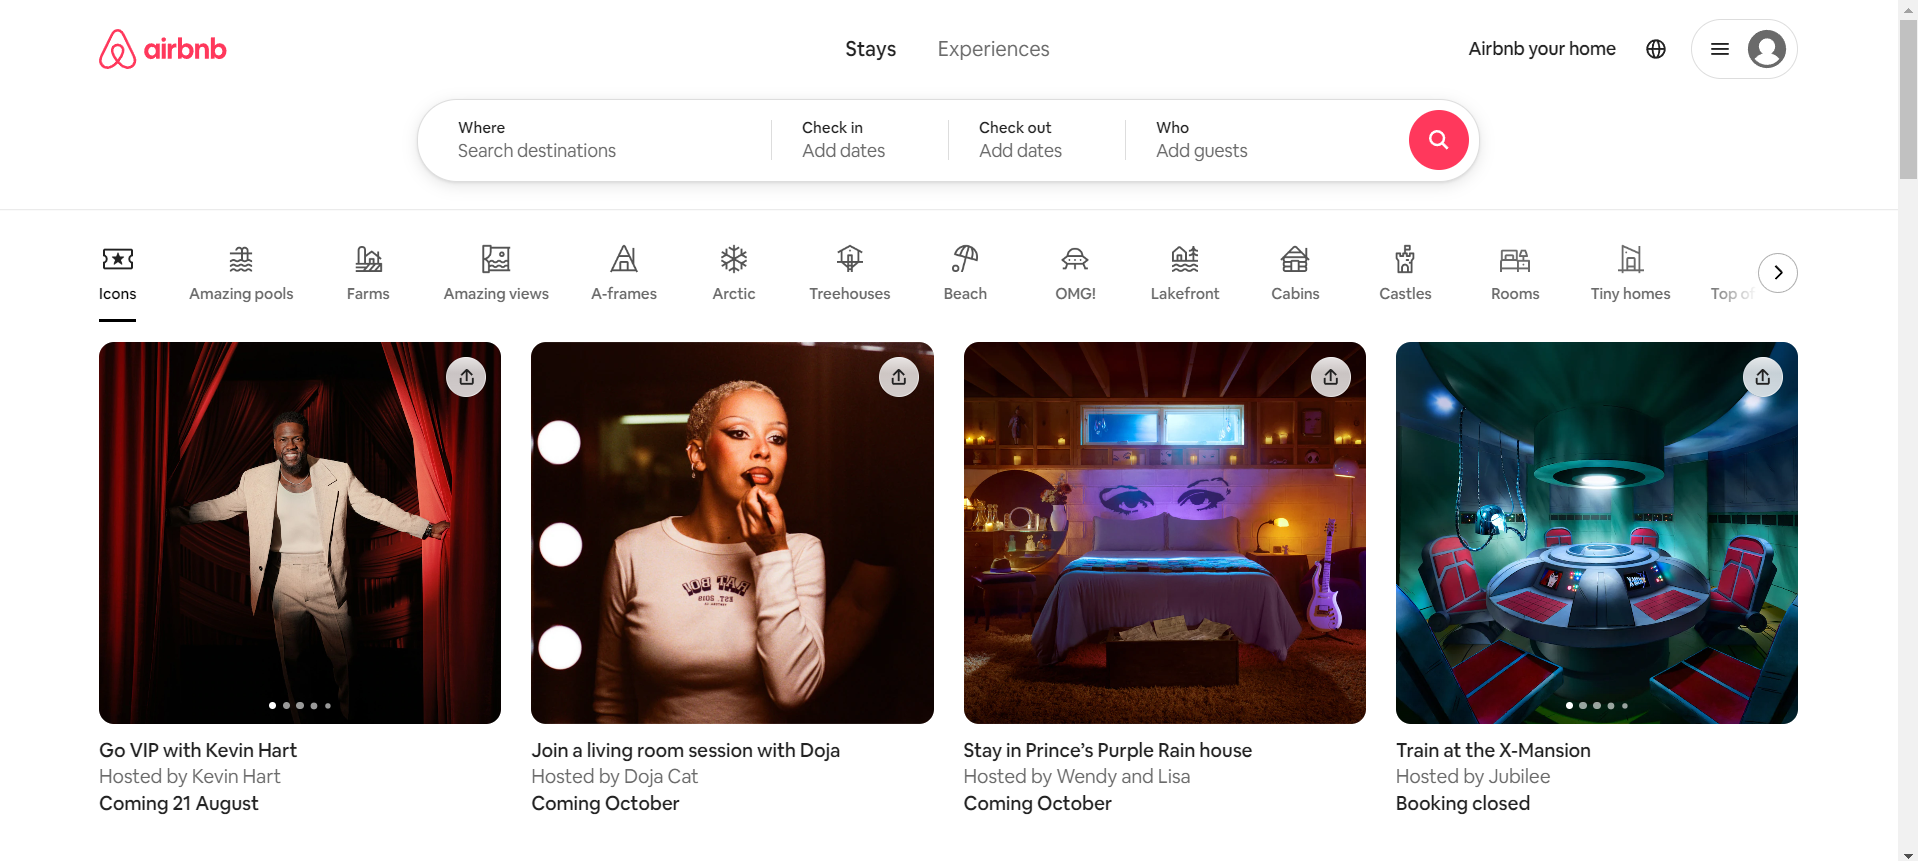 airbnb
Stays
Experiences
Airbnb your home
Where
Search destinations
Check in
Add dates
Check out
Add dates
Who
Add guests
Icons
Amazing pools
Farms
Amazing views
A-frames
Arctic
Treehouses
Beach
OMG!
Lakefront
Cabins
Castles
Rooms
Tiny homes
Top of
Go VIP with Kevin Hart
Hosted by Kevin Hart
Coming 21 August
Join a living room session with Doja
Hosted by Doja Cat
Coming October
Stay in Prince’s Purple Rain house
Hosted by Wendy and Lisa
Coming October
Train at the X-Mansion
Hosted by Jubilee
Booking closed